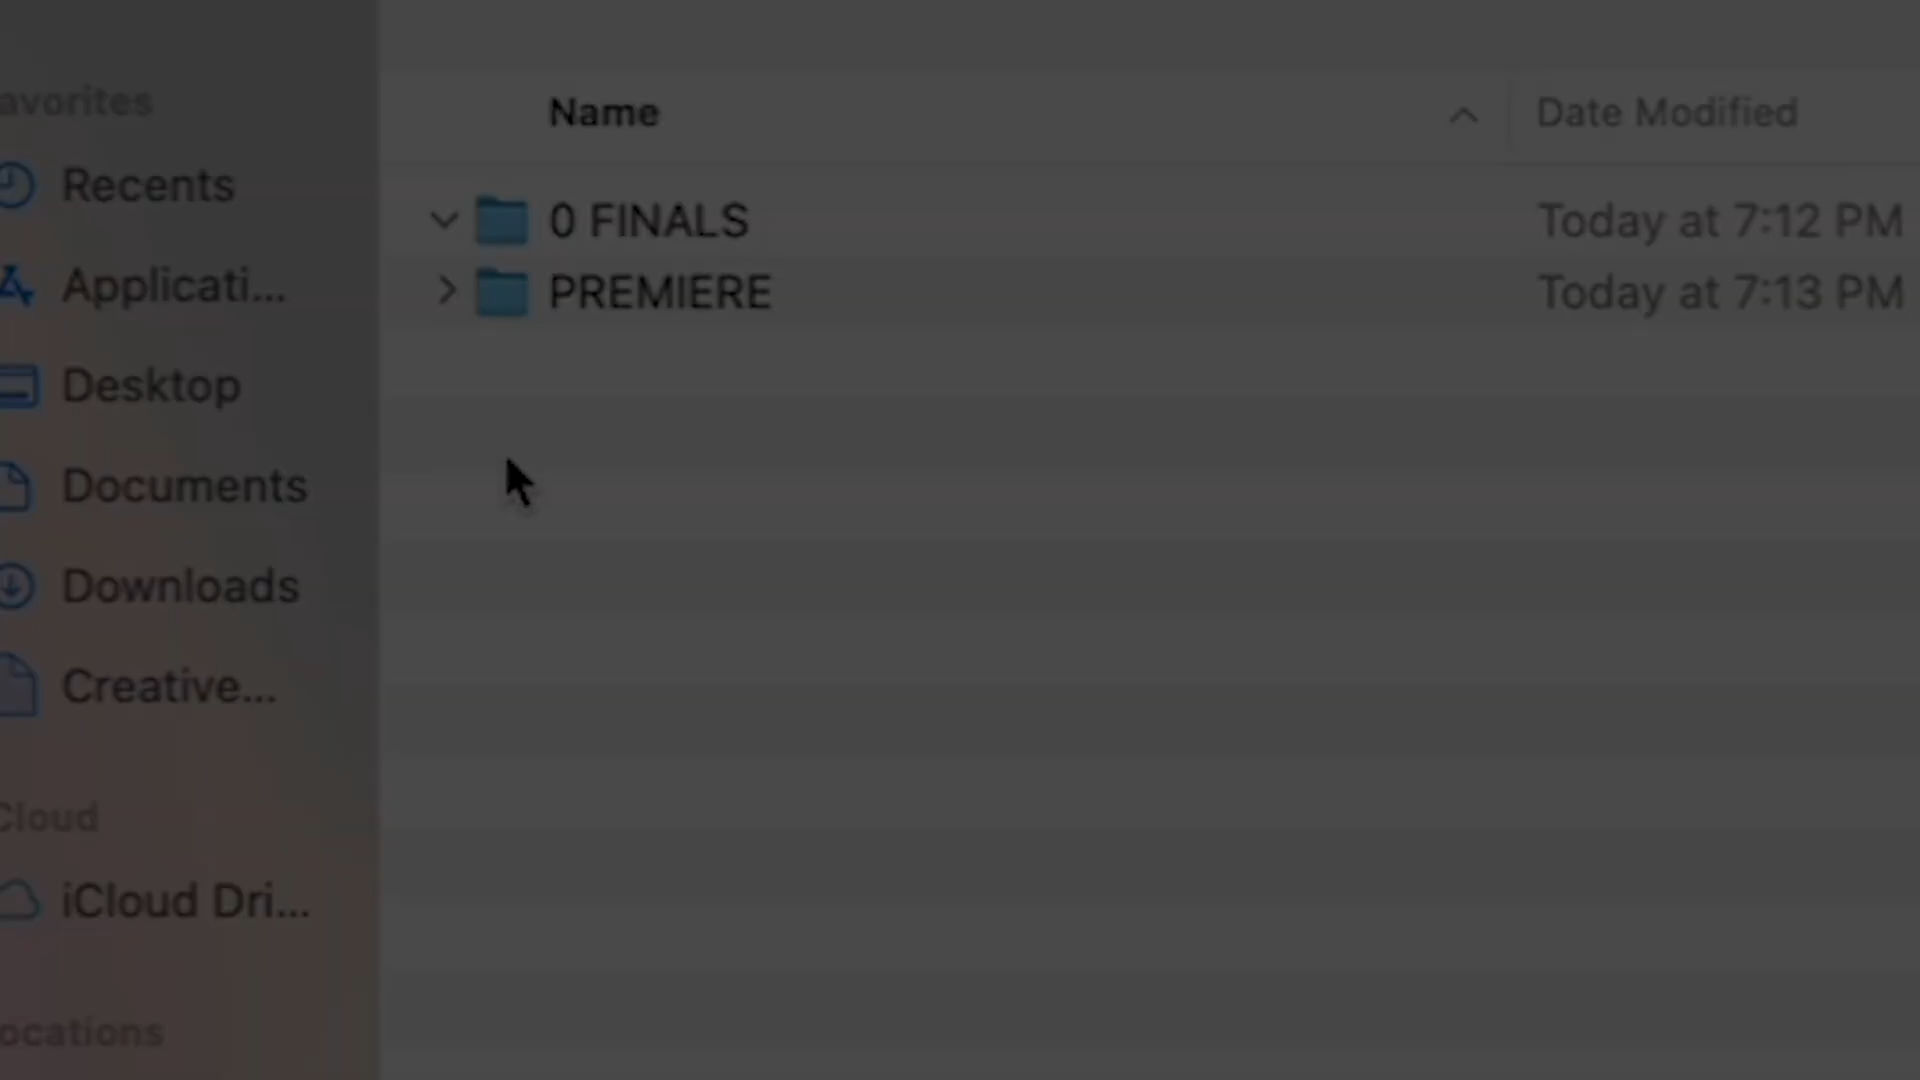 avorites
Recents
Applicati...
Desktop
Documents
Downloads
Creative...
Cloud
iCloud Dri...
ocations
Name
Date Modified
0 FINALS
Today at 7:12 PM
PREMIERE
Today at 7:13 PM